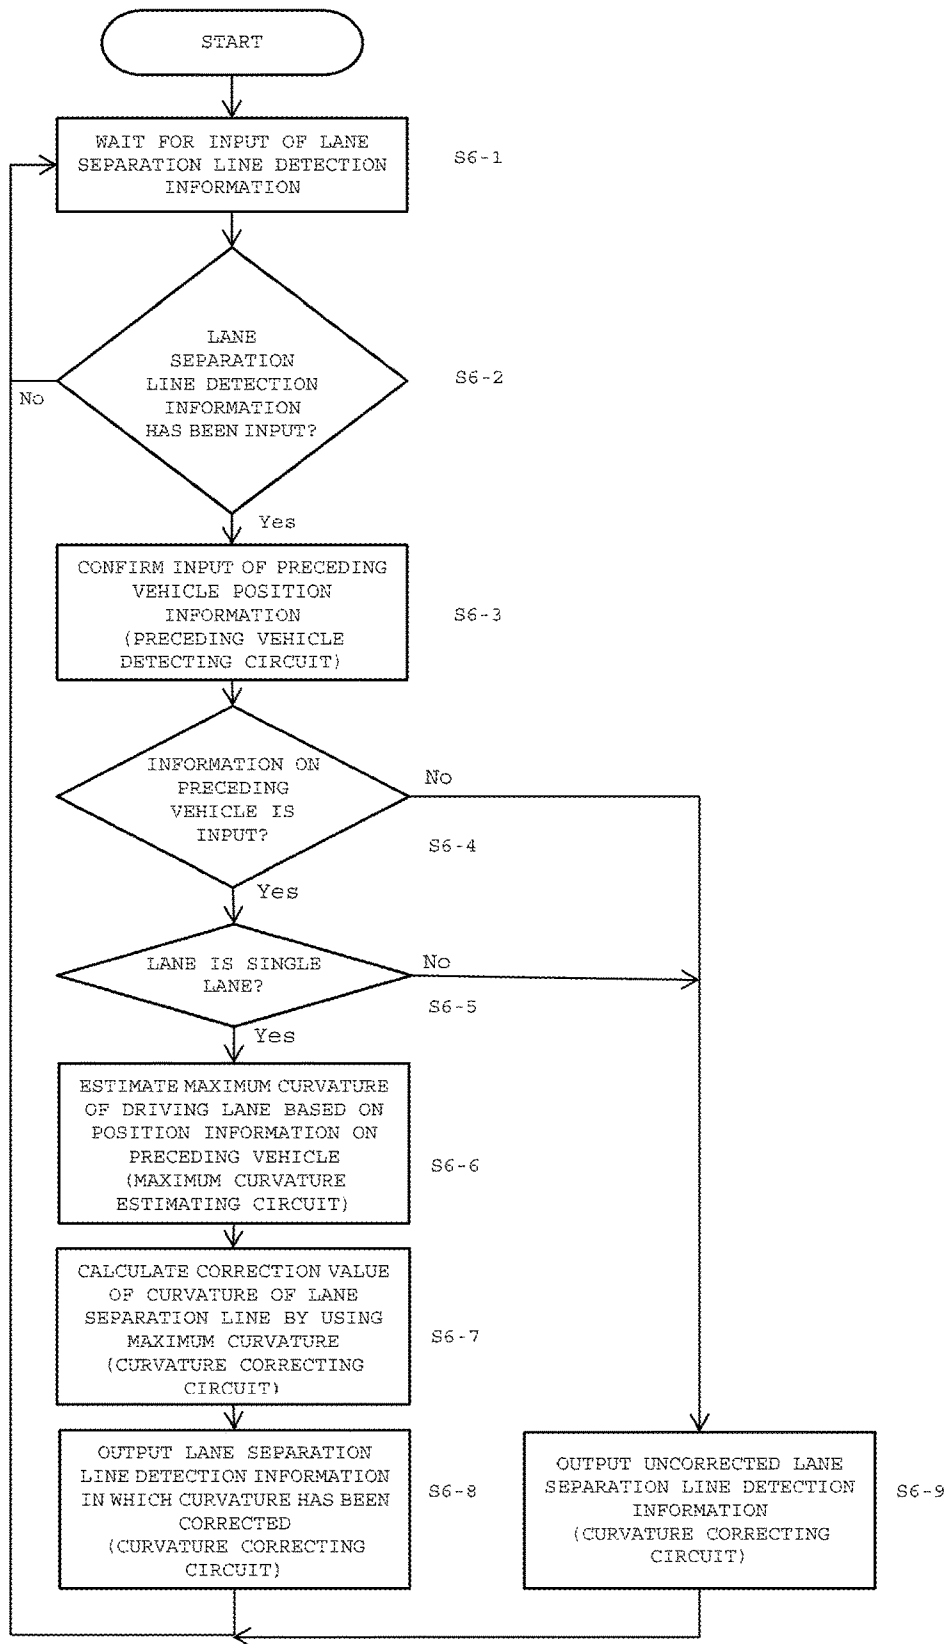 START
WAIT FOR INPUT OF LANE
SEPARATION LINE DETECTION
INFORMATION
S6-1
LANE
SEPARATION
LINE DETECTION
INFORMATION
HAS BEEN INPUT?
S6-2
No
Yes
CONFIRM INPUT OF PRECEDING
VEHICLE POSITION
INFORMATION
(PRECEDING VEHICLE
DETECTING CIRCUIT)
S6-3
INFORMATION ON
PRECEDING
VEHICLE IS
INPUT?
No
S6-4
Yes
LANE IS SINGLE
LANE?
No
S6-5
Yes
ESTIMATE MAXIMUM CURVATURE
OF DRIVING LANE BASED ON
POSITION INFORMATION ON
PRECEDING VEHICLE
(MAXIMUM CURVATURE
ESTIMATING CIRCUIT)
S6-6
CALCULATE CORRECTION VALUE
OF CURVATURE OF LANE
SEPARATION LINE BY USING
MAXIMUM CURVATURE
(CURVATURE CORRECTING
CIRCUIT)
S6-7
OUTPUT LANE SEPARATION
LINE DETECTION INFORMATION
IN WHICH CURVATURE HAS BEEN
CORRECTED
(CURVATURE CORRECTING
CIRCUIT)
S6-8
OUTPUT UNCORRECTED LANE
SEPARATION LINE DETECTION
INFORMATION
(CURVATURE CORRECTING
CIRCUIT)
S6-9